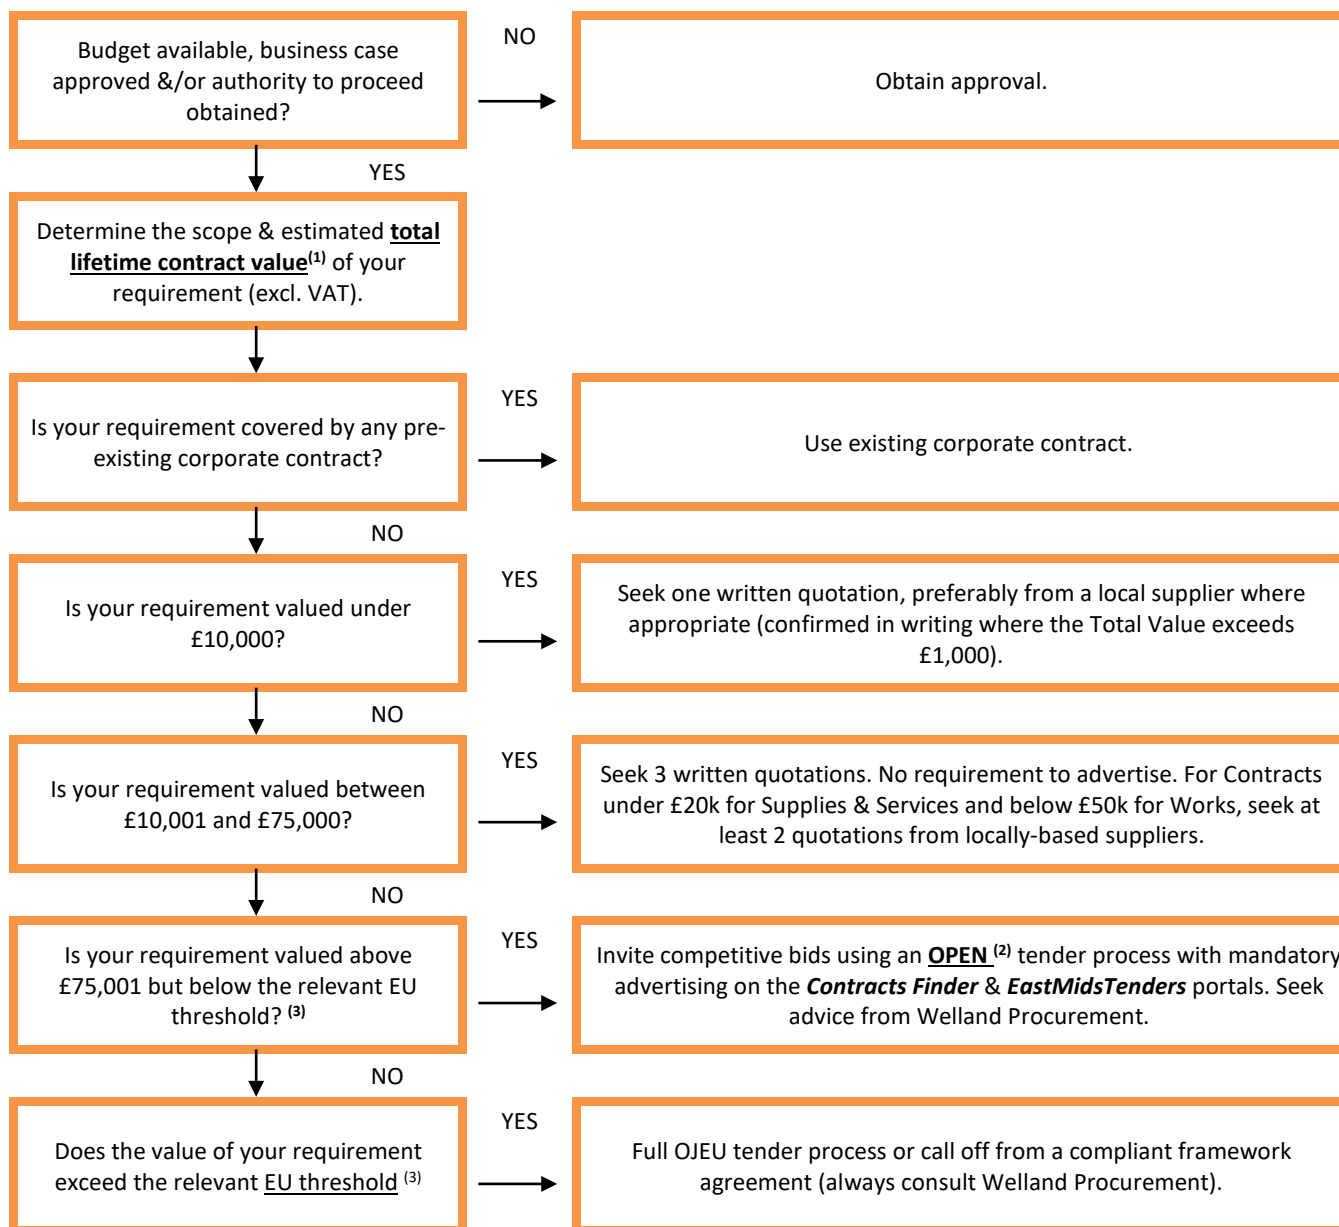 Budget available, business case
approved &/or authority to proceed
obtained?
NO
Obtain approval.
YES
Determine the scope & estimated total
lifetime contract value(1) of your
requirement (excl. VAT).
Is your requirement covered by any pre-
existing corporate contract?
YES
Use existing corporate contract.
NO
Is your requirement valued under
£10,000?
YES
Seek one written quotation, preferably from a local supplier where
appropriate (confirmed in writing where the Total Value exceeds
£1,000).
NO
Is your requirement valued between
£10,001 and £75,000?
YES
Seek 3 written quotations. No requirement to advertise. For Contracts
under £20k for Supplies & Services and below £50k for Works, seek at
least 2 quotations from locally-based suppliers.
NO
Is your requirement valued above
£75,001 but below the relevant EU
threshold? (3)
YES
Invite competitive bids using an OPEN (2) tender process with mandatory
advertising on the Contracts Finder & EastMidsTenders portals. Seek
advice from Welland Procurement.
NO
Does the value of your requirement
exceed the relevant EU threshold (3)
YES
Full OJEU tender process or call off from a compliant framework
agreement (always consult Welland Procurement).